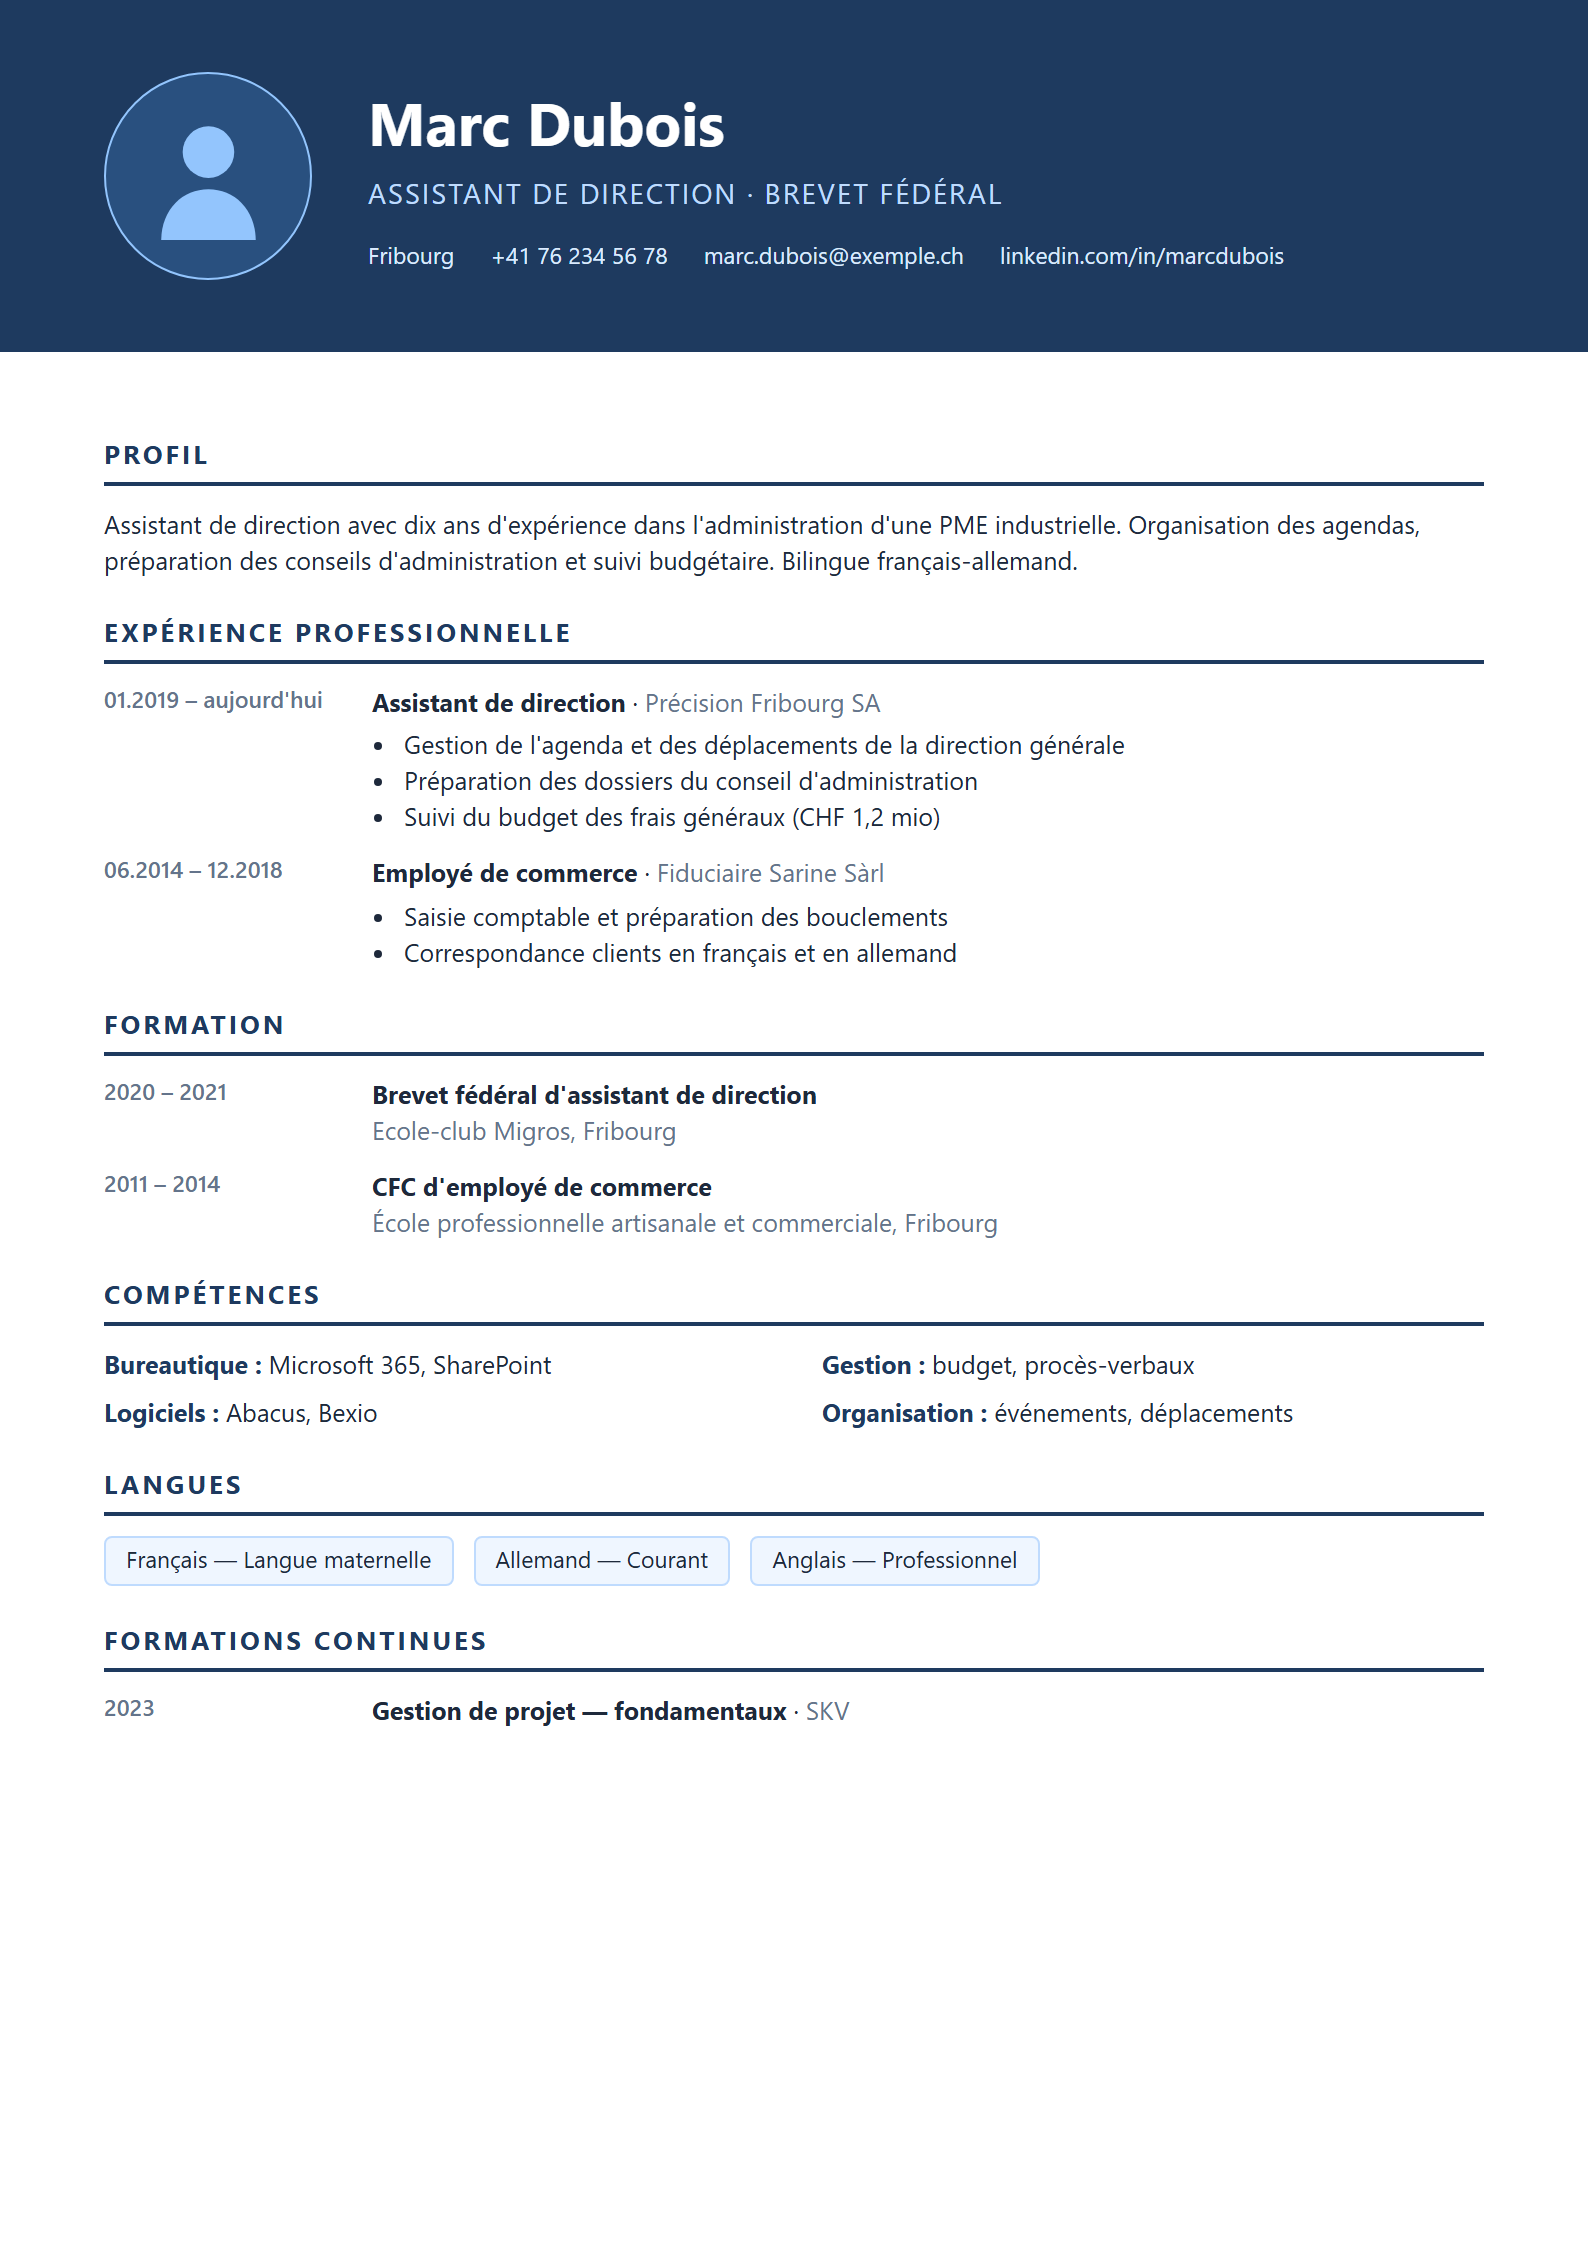 Marc Dubois
ASSISTANT DE DIRECTION · BREVET FÉDÉRAL
Fribourg +41 76 234 56 78 marc.dubois@exemple.ch linkedin.com/in/marcdubois
PROFIL
Assistant de direction avec dix ans d'expérience dans l'administration d'une PME industrielle. Organisation des agendas,
préparation des conseils d'administration et suivi budgétaire. Bilingue français-allemand.
EXPÉRIENCE PROFESSIONNELLE
01.2019 – aujourd'hui Assistant de direction · Précision Fribourg SA
• Gestion de l'agenda et des déplacements de la direction générale
• Préparation des dossiers du conseil d'administration
• Suivi du budget des frais généraux (CHF 1,2 mio)
06.2014 – 12.2018 Employé de commerce · Fiduciaire Sarine Sàrl
• Saisie comptable et préparation des bouclements
• Correspondance clients en français et en allemand
FORMATION
2020 – 2021 Brevet fédéral d'assistant de direction
Ecole-club Migros, Fribourg
2011 – 2014 CFC d'employé de commerce
École professionnelle artisanale et commerciale, Fribourg
COMPÉTENCES
Bureautique : Microsoft 365, SharePoint Gestion : budget, procès-verbaux
Logiciels : Abacus, Bexio Organisation : événements, déplacements
LANGUES
Français — Langue maternelle Allemand — Courant Anglais — Professionnel
FORMATIONS CONTINUES
2023 Gestion de projet — fondamentaux · SKV